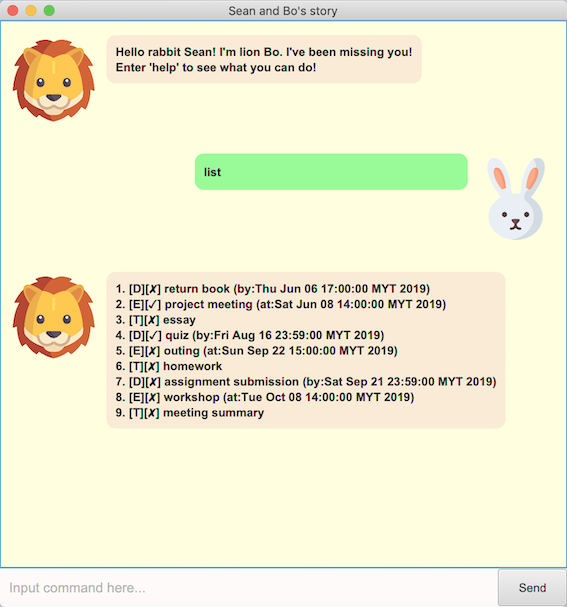 Sean and Bo's story
Hello rabbit Sean! I'm lion Bo. I've been missing you!
Enter 'help' to see what you can do!
list
1. [D][✗] return book (by:Thu Jun 06 17:00:00 MYT 2019)
2. [E][✓] project meeting (at:Sat Jun 08 14:00:00 MYT 2019)
3. [T][✗] essay
4. [D][✓] quiz (by:Fri Aug 16 23:59:00 MYT 2019)
5. [E][✗] outing (at:Sun Sep 22 15:00:00 MYT 2019)
6. [T][✗] homework
7. [D][✗] assignment submission (by:Sat Sep 21 23:59:00 MYT 2019)
8. [E][✗] workshop (at:Tue Oct 08 14:00:00 MYT 2019)
9. [T][✗] meeting summary
Input command here...
Send